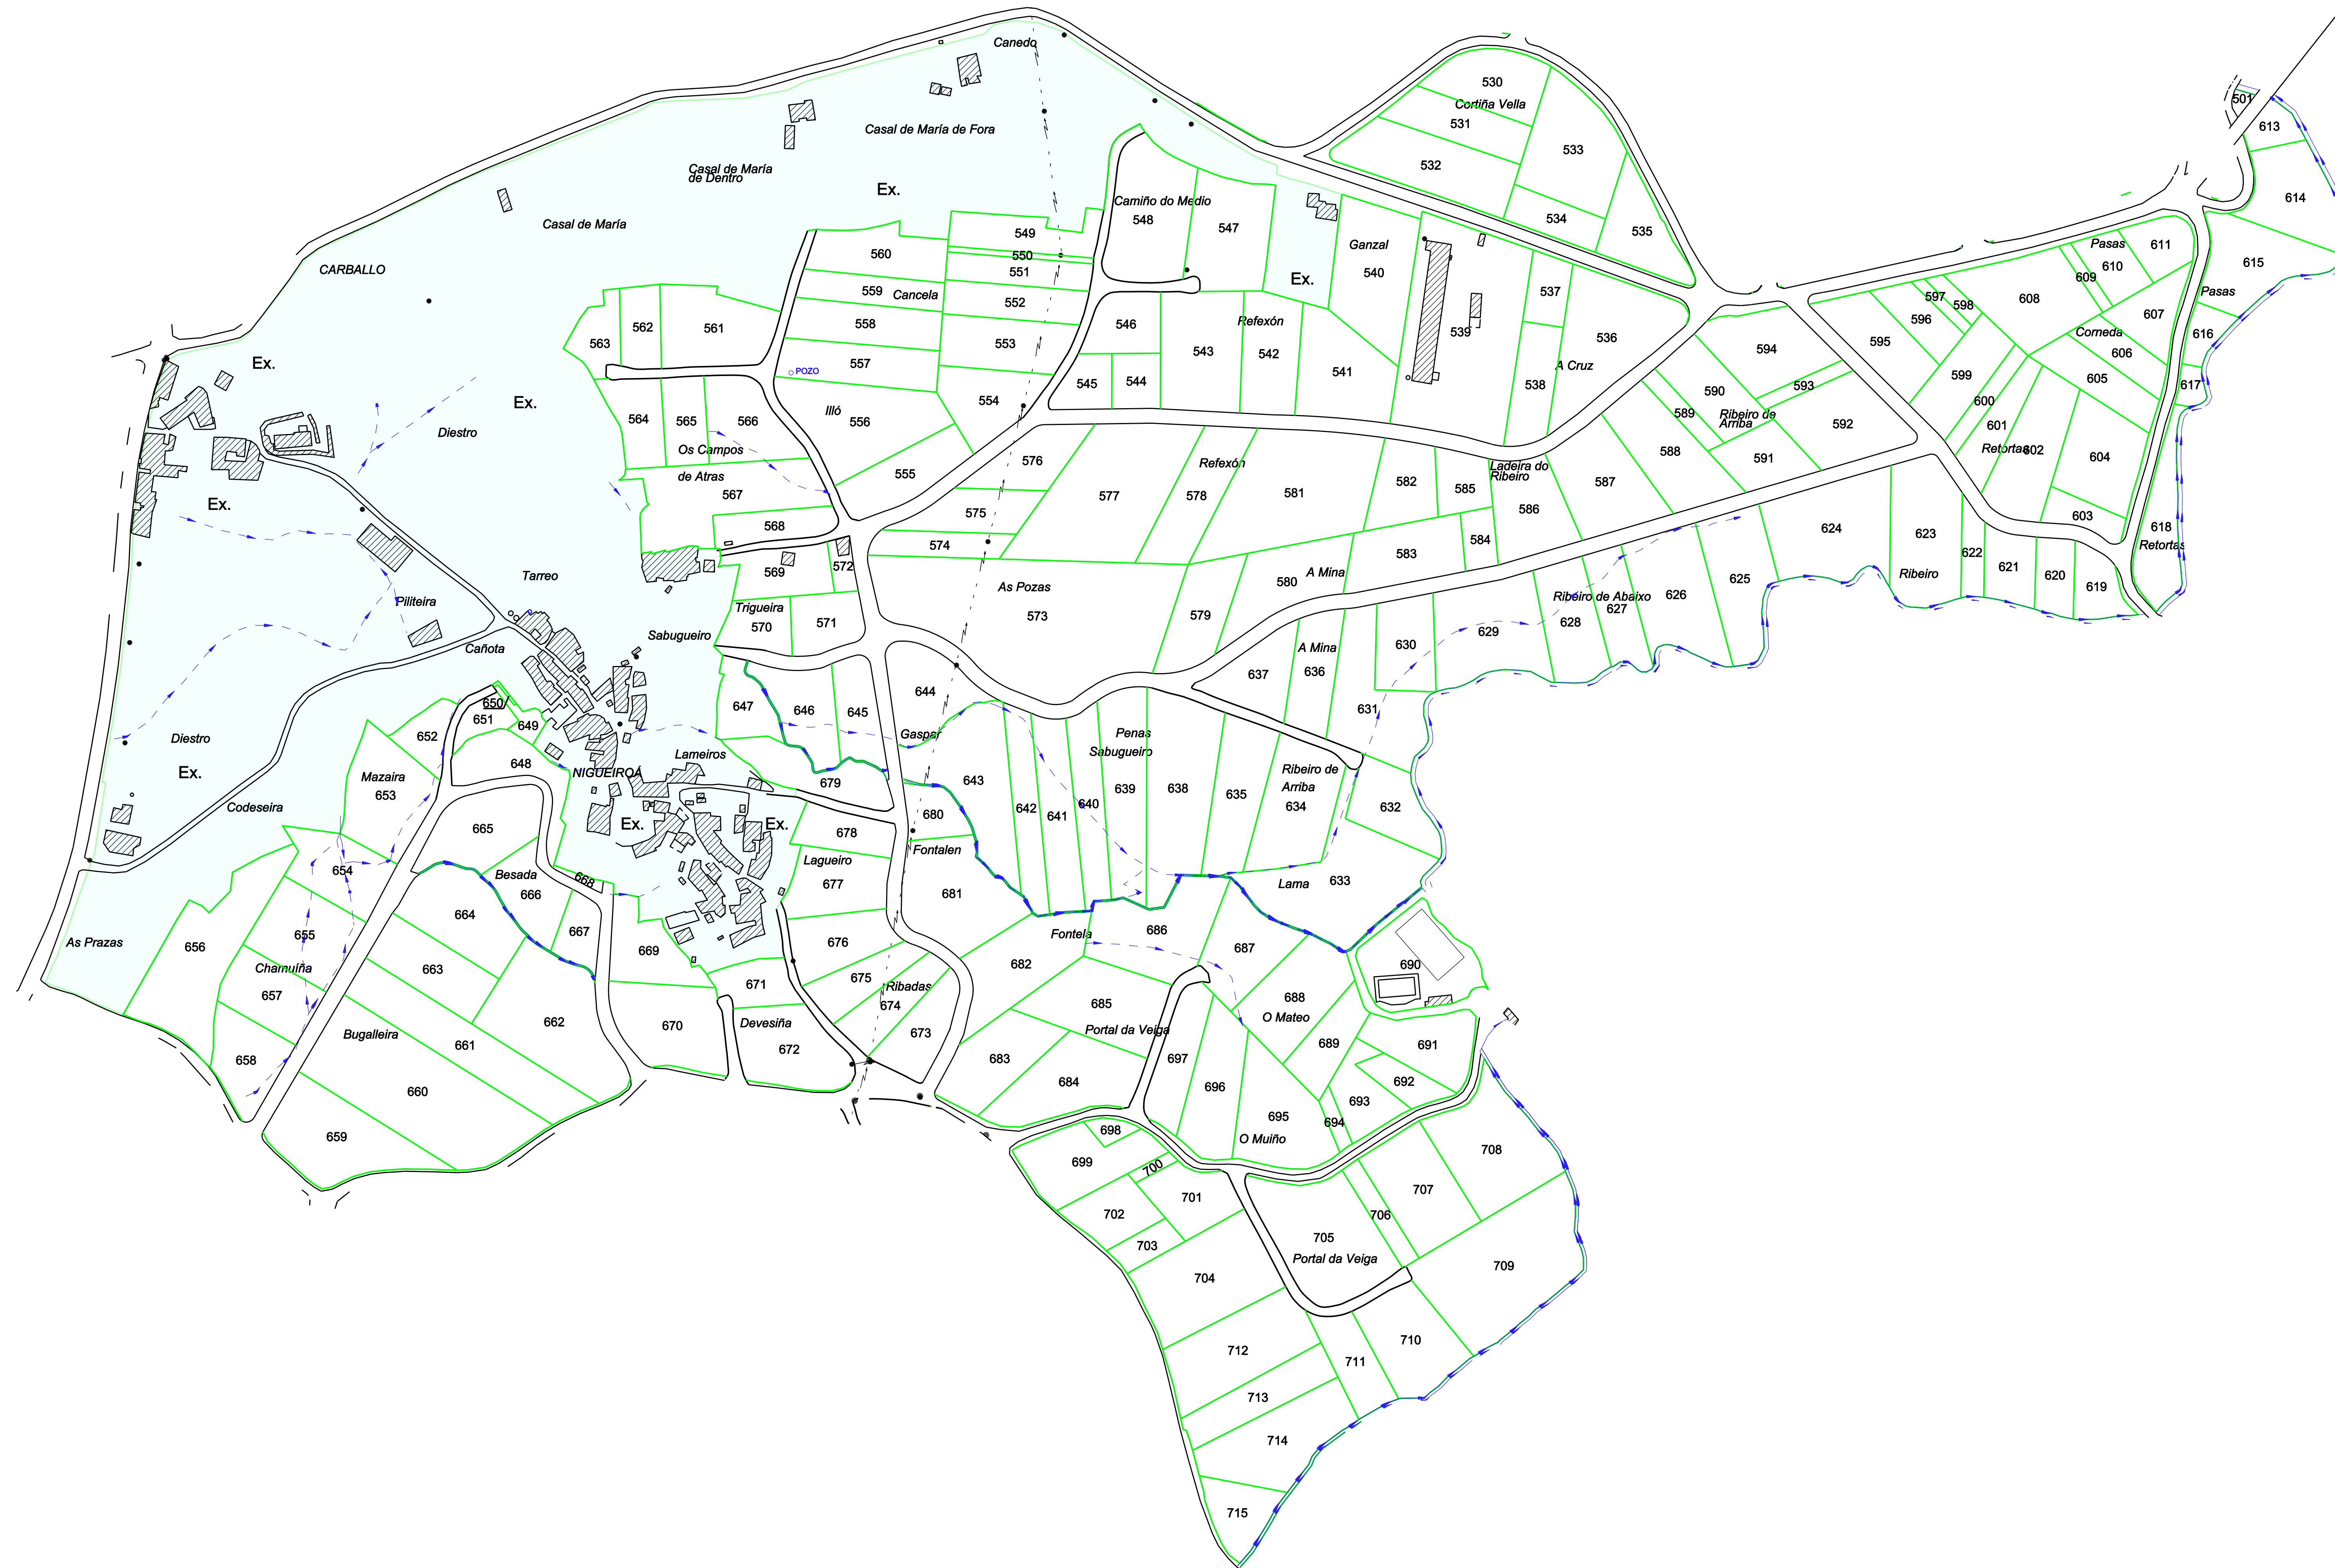 Canedo
530
Cortiña Vella
501
531
613
Casal de María de Fora
533
532
Casal de María
de Dentro
Ex.
614
Camiño do Medio
548
534
547
535
Casal de María
549
Ganzal
540
Pasas
611
560
550
551
610
615
CARBALLO
609
Ex.
537
559
Cancela
552
597
598
608
Pasas
558
546
Refexón
596
607
562
561
563
553
543
542
539
536
595
Corneda
616
594
606
Ex.
557
POZO
541
A Cruz
599
605
545
544
538
593
617
590
554
600
Ex.
Illó
556
589
Ribeiro de
Arriba
592
601
564
565
566
Diestro
Os Campos
588
Retortas
602
604
576
Refexón
591
Ladeira do
Ribeiro
555
de Atras
567
577
578
581
582
585
587
Ex.
575
586
603
568
624
618
623
574
584
583
Retortas
572
622
569
A Mina
621
620
Tarreo
580
625
Ribeiro
619
As Pozas
573
626
Piliteira
Trigueira
570
571
579
Ribeiro de Abaixo
627
628
Sabugueiro
Cañota
A Mina
636
630
629
637
644
650
647
646
645
631
651
649
652
Gaspar
Penas
Sabugueiro
Diestro
648
Lameiros
Ex.
NIGUEIROÁ
Mazaira
653
679
643
639
638
635
Ribeiro de
Arriba
634
Codeseira
642
641
640
632
680
665
Ex.
Ex.
678
Fontalen
Lagueiro
677
654
Besada
666
668
681
Lama
633
664
655
667
Fontela
686
As Prazas
656
676
687
669
682
690
Chamuíña
657
663
671
675
Ribadas
674
685
688
O Mateo
662
670
Devesiña
672
673
Portal da Veiga
Bugalleira
661
689
691
658
683
697
684
696
692
660
693
695
694
659
698
O Muiño
699
700
708
701
707
702
706
705
703
Portal da Veiga
704
709
710
712
711
713
714
715